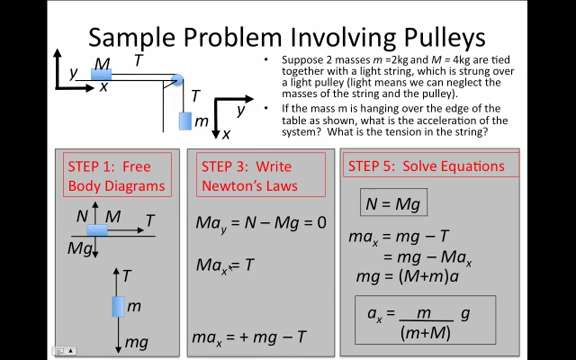 Sample Problem Involving Pulleys
M T
y
x
T
m
y
x
• Suppose 2 masses m =2kg and M = 4kg are tied
together with a light string, which is strung over
a light pulley (light means we can neglect the
masses of the string and the pulley).
• If the mass m is hanging over the edge of the
table as shown, what is the acceleration of the
system? What is the tension in the string?
STEP 1: Free
Body Diagrams
N M T
Mg
T
m
mg
STEP 3: Write
Newton's Laws
Maᵧ = N – Mg = 0
Maₓ = T
maₓ = + mg – T
STEP 5: Solve Equations
N = Mg
maₓ = mg – T
= mg – Maₓ
mg = (M+m)a
aₓ = m g
(m+M)